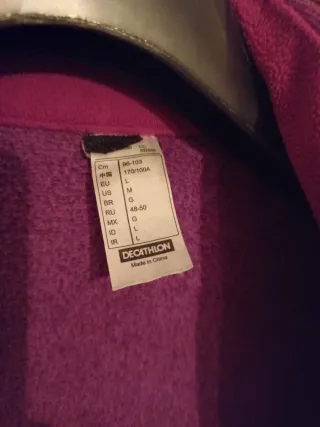 Cm 96-103
中国 170/100A
EU L
US M
BR G
RU 48-50
MX G
ID L
IR L
DECATHLON
Made in China